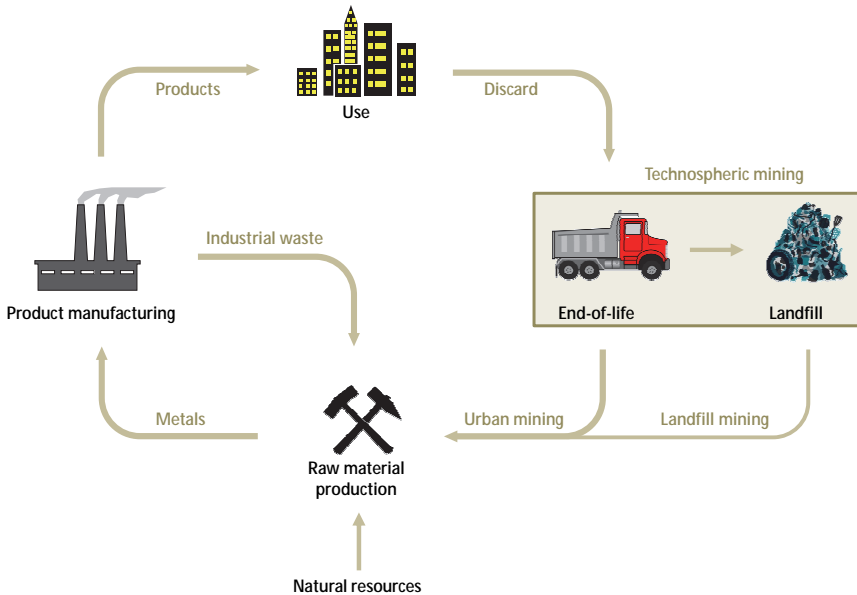 Products
Use
Discard
Technospheric mining
Industrial waste
Product manufacturing
End-of-life
Landfill
Metals
Urban mining
Landfill mining
Raw material
production
Natural resources